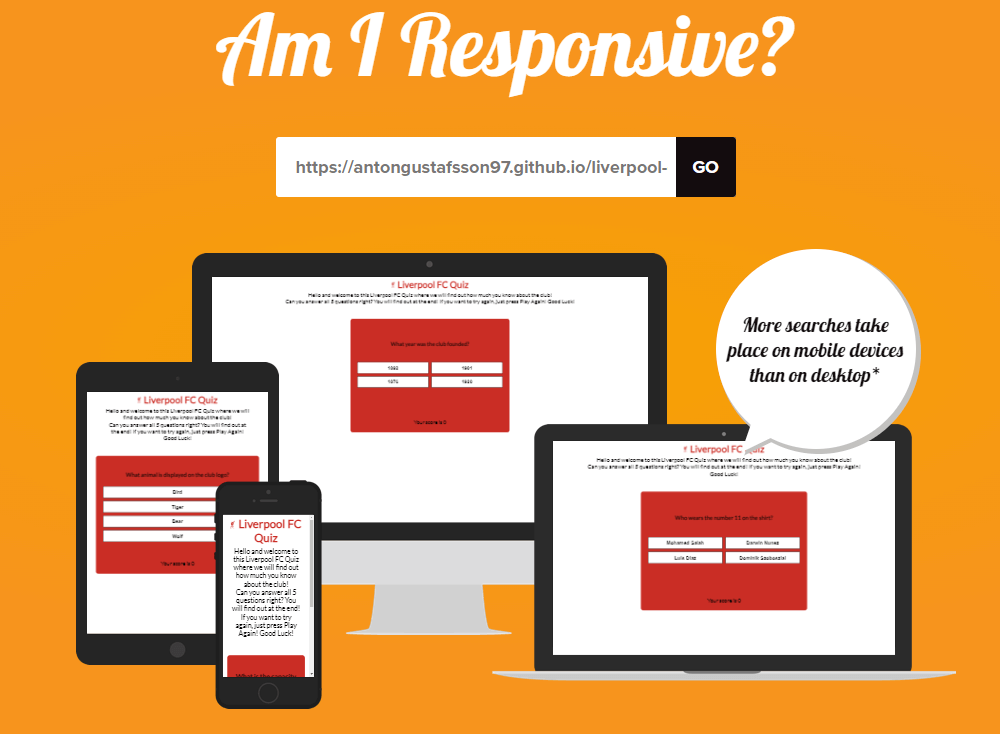 Am I Responsive?
https://antongustafsson97.github.io/liverpool-
GO
Liverpool FC Quiz
Hello and welcome to this Liverpool FC Quiz where we will find out how much you know about the club!
Can you answer all 5 questions right? You will find out at the end! If you want to try again, just press Play Again! Good Luck!
What year was the club founded?
Your score is 0
More searches take
place on mobile devices
than on desktop*
Liverpool FC Quiz
Hello and welcome to this Liverpool FC Quiz where we will
find out how much you know about the club!
Can you answer all 5 questions right? You will find out at
the end! If you want to try again, just press Play Again!
Good Luck!
What animal is displayed on the club logo?
Bird
Tiger
Bear
Wolf
Your score is 0
Liverpool FC
Quiz
Hello and welcome to
this Liverpool FC Quiz
where we will find out
how much you know
about the club!
Can you answer all 5
questions right? You
will find out at the end!
If you want to try
again, just press Play
Again! Good Luck!
What is the capacity
Liverpool FC Quiz
Hello and welcome to this Liverpool FC Quiz where we will find out how much you know about the club!
Can you answer all 5 questions right? You will find out at the end! If you want to try again, just press Play Again!
Good Luck!
Who wears the number 11 on the shirt?
Mohamed Salah Darwin Nunez
Luis Diaz Dominik Szoboszlai
Your score is 0